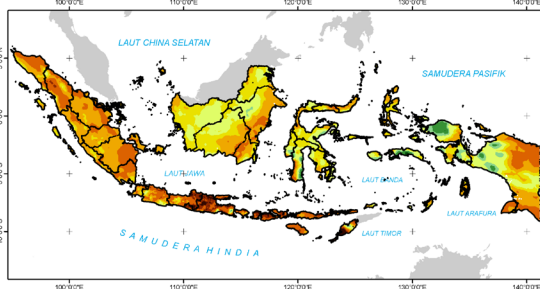 100°0'0"E 110°0'0"E 120°0'0"E 130°0'0"E 140°0'0"E
LAUT CHINA SELATAN
SAMUDERA PASIFIK
LAUT JAWA
LAUT BANDA
LAUT ARAFURA
LAUT TIMOR
SAMUDERA HINDIA
100°0'0"E 110°0'0"E 120°0'0"E 130°0'0"E 140°0'0"E